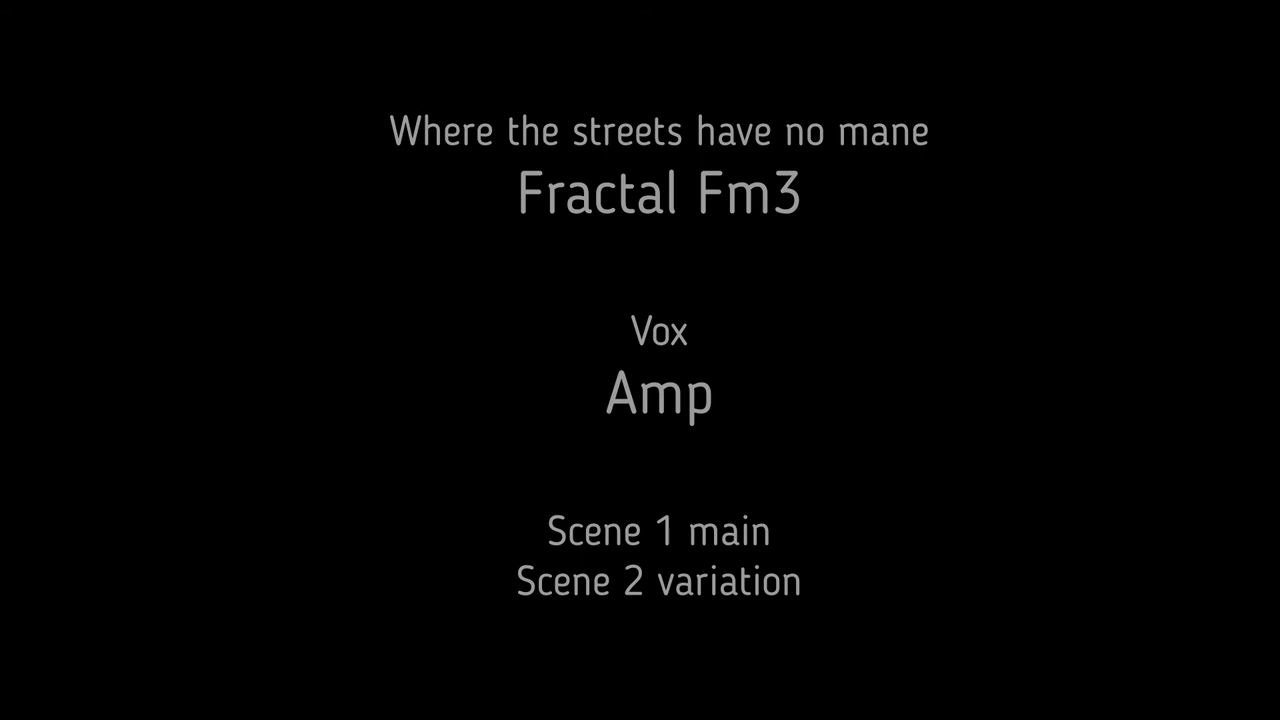 Where the streets have no mane
Fractal Fm3
Vox
Amp
Scene 1 main
Scene 2 variation